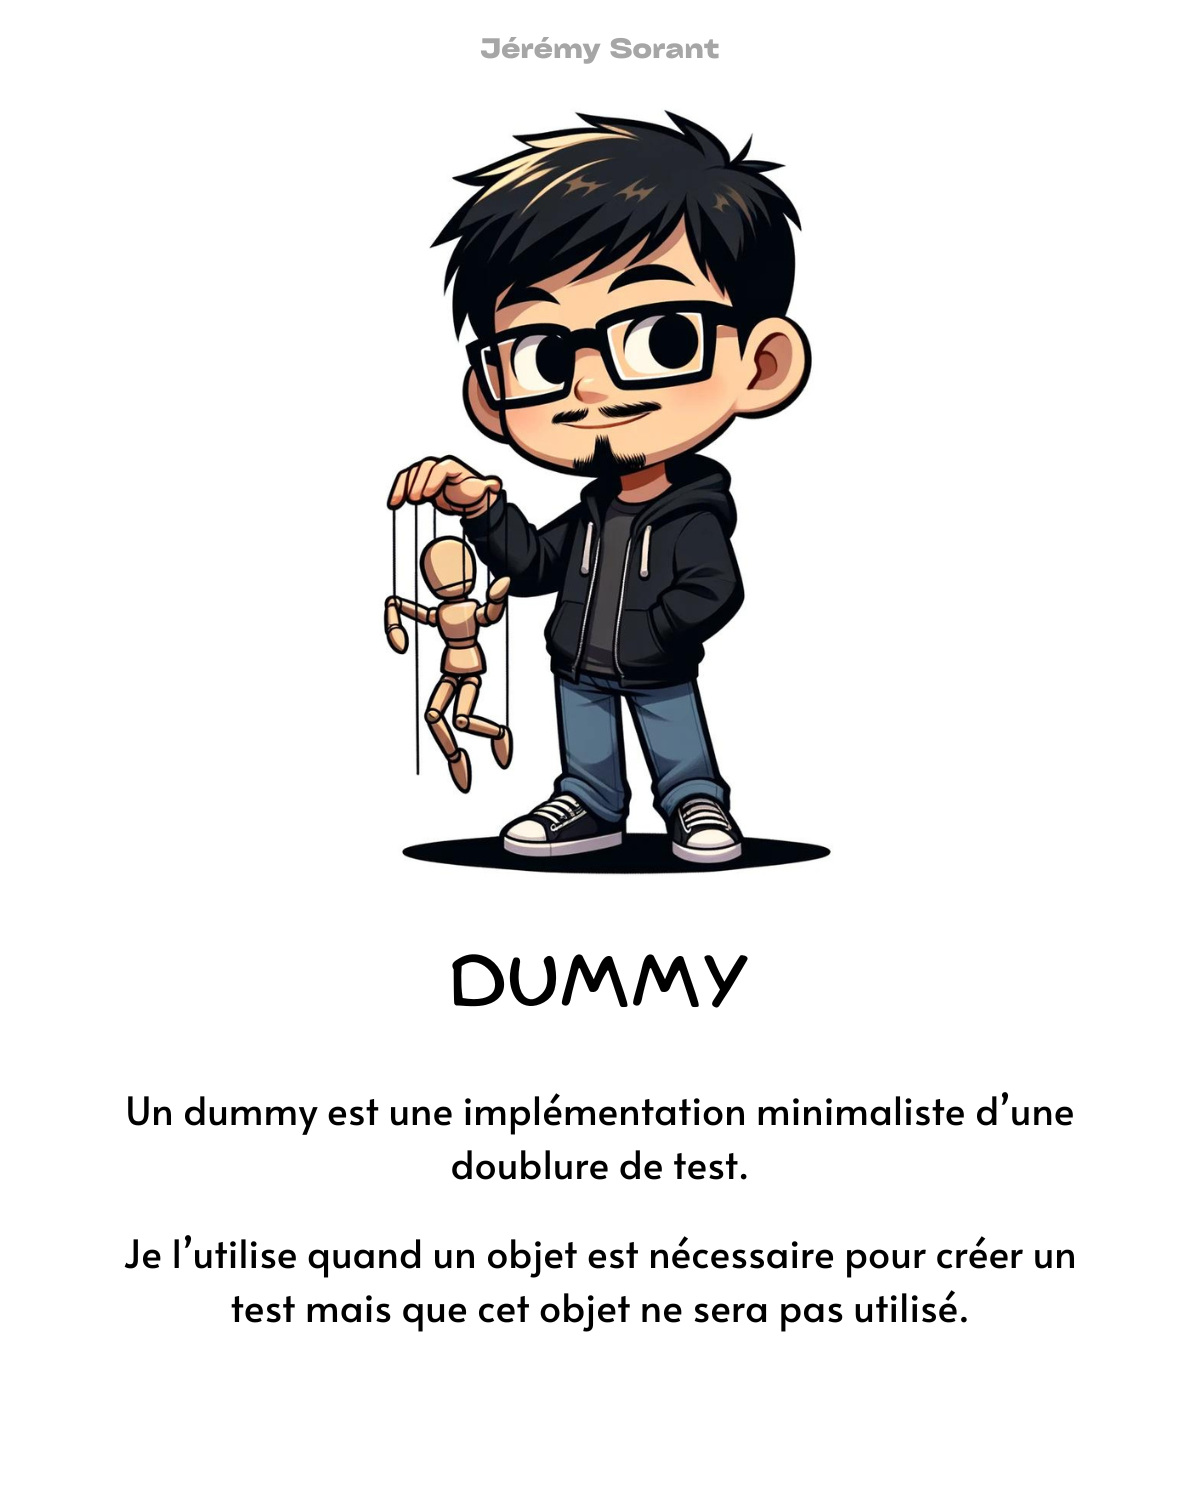 Jérémy Sorant
DUMMY
Un dummy est une implémentation minimaliste d’une
doublure de test.
Je l’utilise quand un objet est nécessaire pour créer un
test mais que cet objet ne sera pas utilisé.